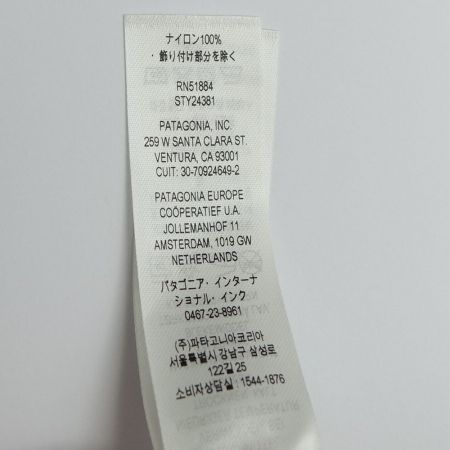 ナイロン100%
・飾り付け部分を除く
RN51884
STY24381
PATAGONIA, INC.
259 W SANTA CLARA ST.
VENTURA, CA 93001
CUIT: 30-70924649-2
PATAGONIA EUROPE
COÖPERATIEF U.A.
JOLLEMANHOF 11
AMSTERDAM, 1019 GW
NETHERLANDS
パタゴニア・インターナ
ショナル・インク
0467-23-8961
(주)파타고니아코리아
서울특별시 강남구 삼성로
122길 25
소비자상담실 : 1544-1876